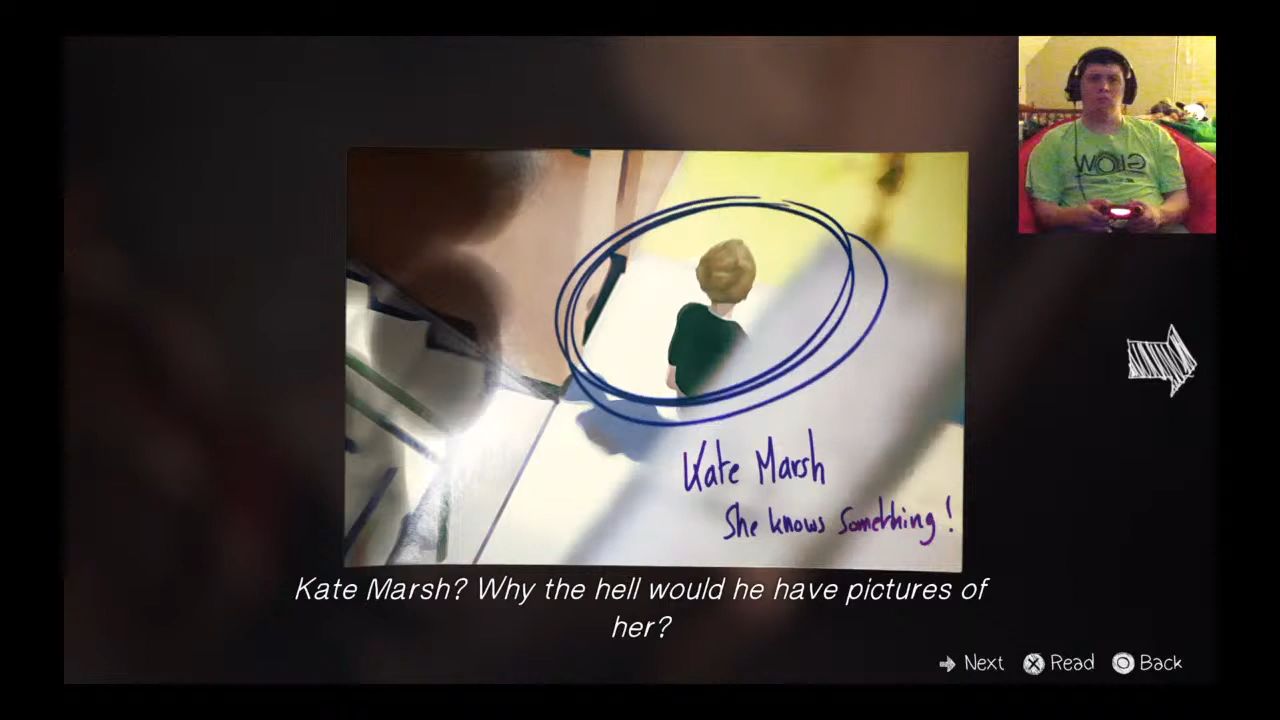 GLOW
Kate Marsh
She knows something!
Kate Marsh? Why the hell would he have pictures of
her?
Next Read Back